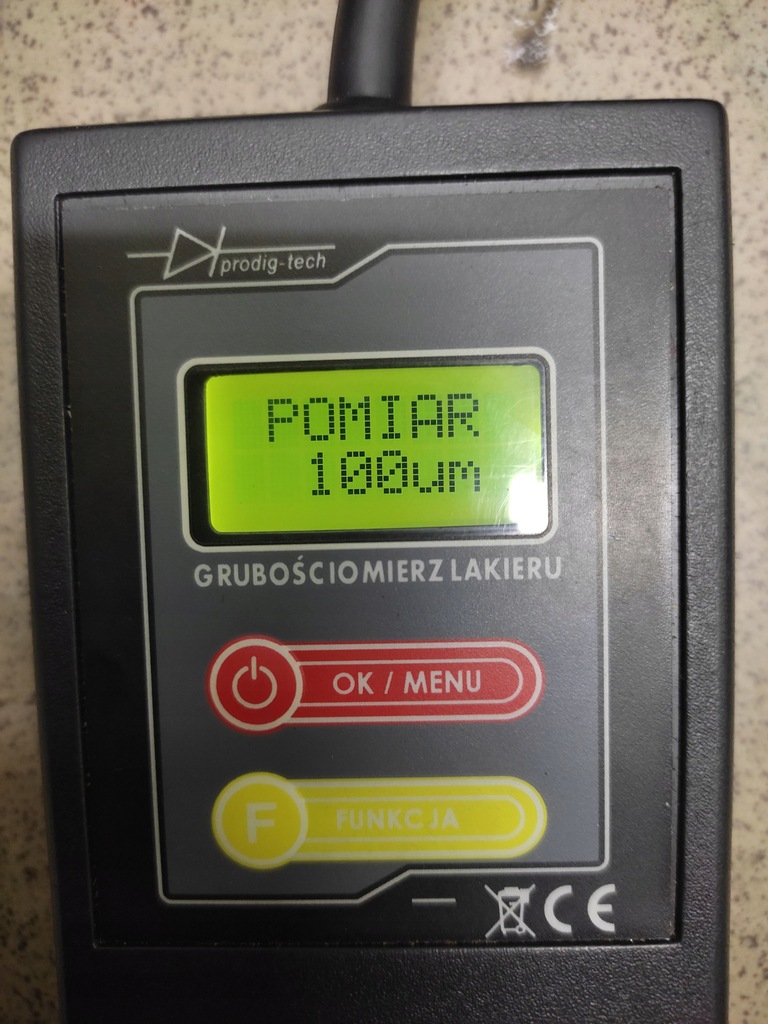 prodig-tech
POMIAR
100um
GRUBOŚCIOMIERZ LAKIERU
OK / MENU
F FUNKCJA
CE